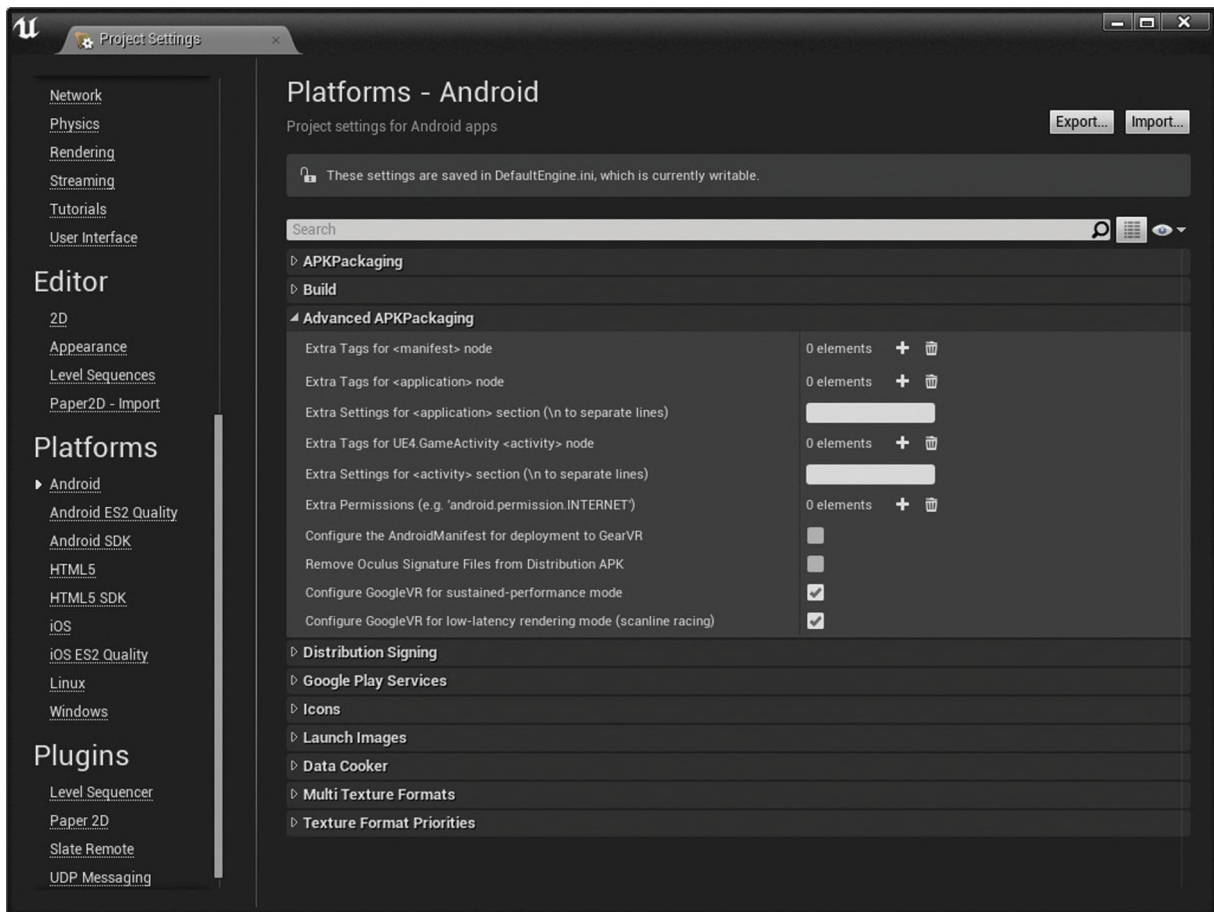 Project Settings
Network
Physics
Rendering
Streaming
Tutorials
User Interface
Editor
2D
Appearance
Level Sequences
Paper2D - Import
Platforms
Android
Android ES2 Quality
Android SDK
HTML5
HTML5 SDK
iOS
iOS ES2 Quality
Linux
Windows
Plugins
Level Sequencer
Paper 2D
Slate Remote
UDP Messaging
Platforms - Android
Project settings for Android apps
Export... Import...
These settings are saved in DefaultEngine.ini, which is currently writable.
Search
APKPackaging
Build
Advanced APKPackaging
Extra Tags for <manifest> node 0 elements
Extra Tags for <application> node 0 elements
Extra Settings for <application> section (\n to separate lines)
Extra Tags for UE4.GameActivity <activity> node 0 elements
Extra Settings for <activity> section (\n to separate lines)
Extra Permissions (e.g. 'android.permission.INTERNET') 0 elements
Configure the AndroidManifest for deployment to GearVR
Remove Oculus Signature Files from Distribution APK
Configure GoogleVR for sustained-performance mode
Configure GoogleVR for low-latency rendering mode (scanline racing)
Distribution Signing
Google Play Services
Icons
Launch Images
Data Cooker
Multi Texture Formats
Texture Format Priorities